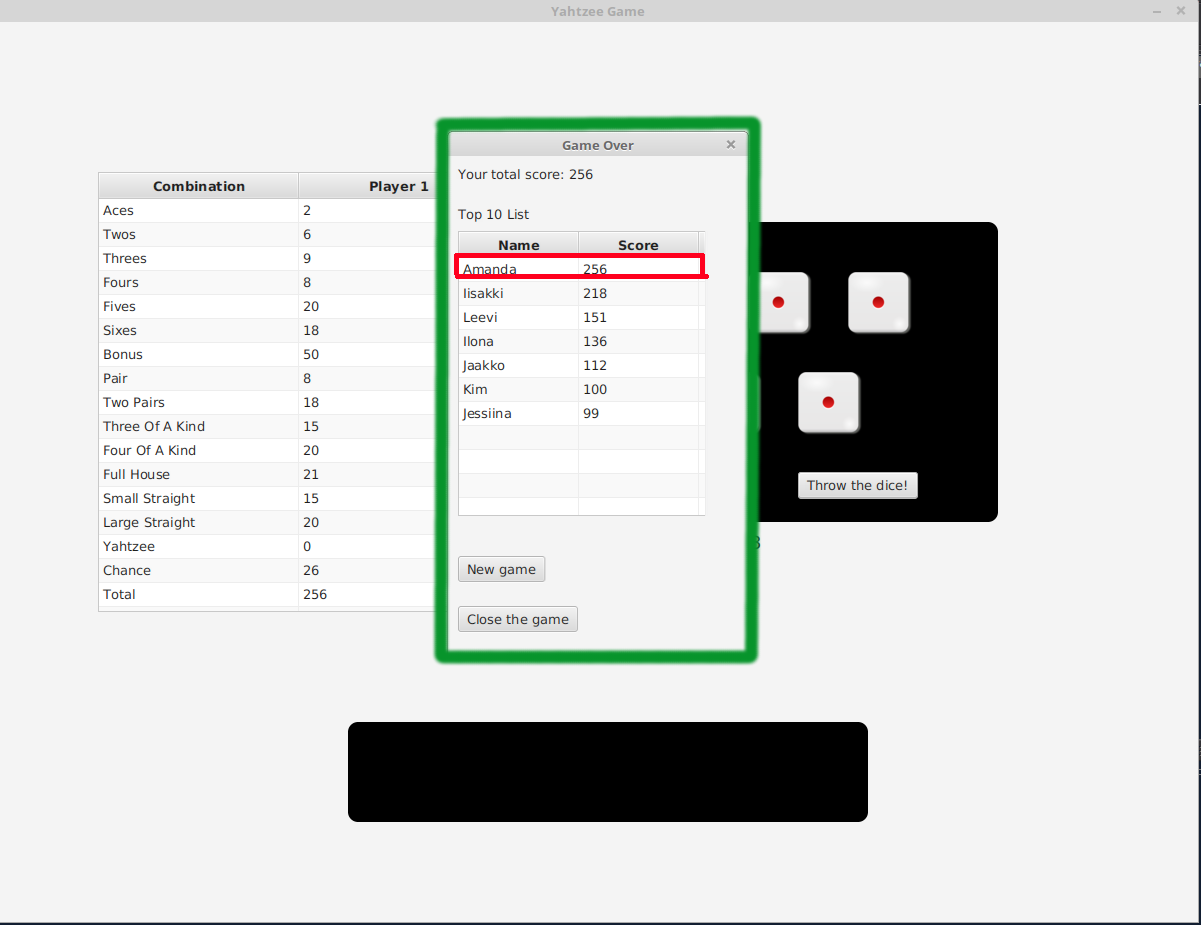 Yahtzee Game
Combination Player 1
Aces 2
Twos 6
Threes 9
Fours 8
Fives 20
Sixes 18
Bonus 50
Pair 8
Two Pairs 18
Three Of A Kind 15
Four Of A Kind 20
Full House 21
Small Straight 15
Large Straight 20
Yahtzee 0
Chance 26
Total 256
Game Over
Your total score: 256
Top 10 List
Name Score
Amanda 256
Iisakki 218
Leevi 151
Ilona 136
Jaakko 112
Kim 100
Jessiina 99
New game
Close the game
Throw the dice!